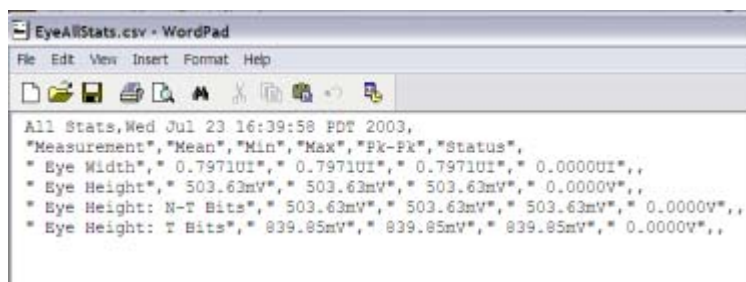 EyeAllStats.csv - WordPad
File Edit View Insert Format Help
All Stats,Wed Jul 23 16:39:58 PDT 2003,
"Measurement","Mean","Min","Max","Pk-Pk","Status",
" Eye Width"," 0.7971UI"," 0.7971UI"," 0.7971UI"," 0.0000UI",,
" Eye Height"," 503.63mV"," 503.63mV"," 503.63mV"," 0.0000V",,
" Eye Height: N-T Bits"," 503.63mV"," 503.63mV"," 503.63mV"," 0.0000V",,
" Eye Height: T Bits"," 839.85mV"," 839.85mV"," 839.85mV"," 0.0000V",,